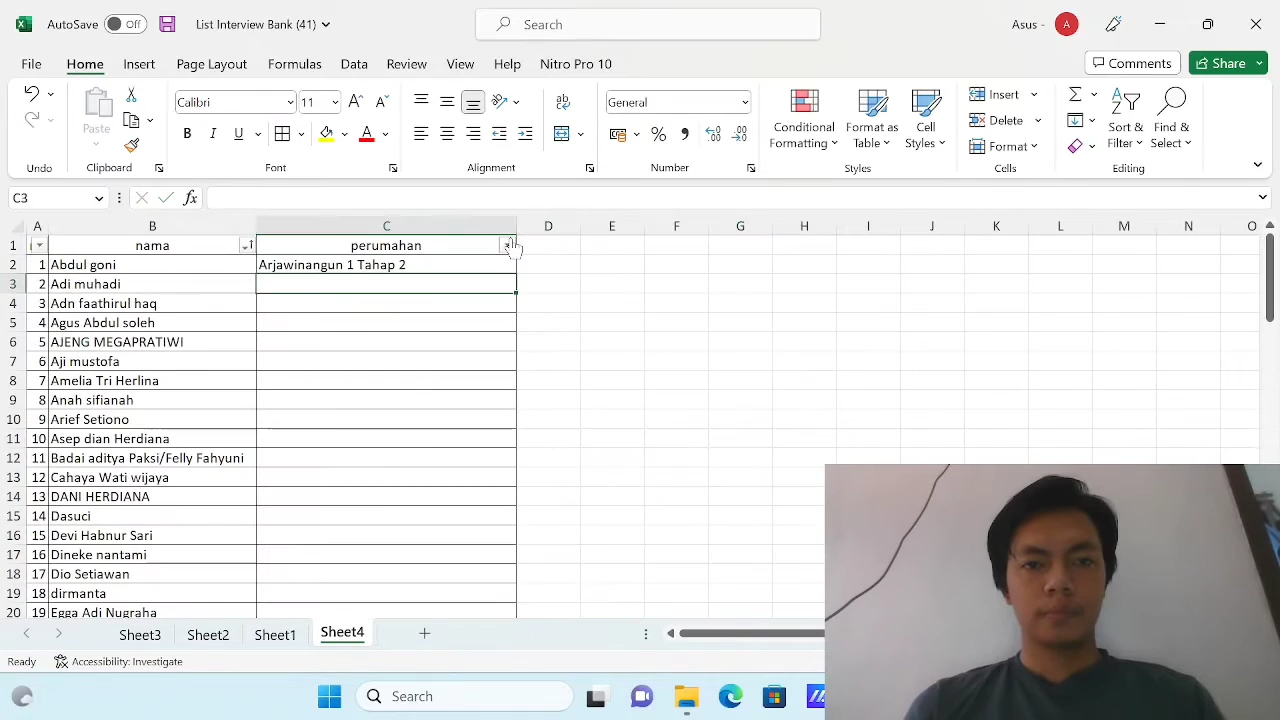 AutoSave Off List Interview Bank (41) Search Asus - A
File Home Insert Page Layout Formulas Data Review View Help Nitro Pro 10 Comments Share
Paste Calibri 11 General Conditional Formatting Format as Table Cell Styles Insert Delete Format Sort & Filter Find & Select
Undo Clipboard Font Alignment Number Styles Cells Editing
C3 fx
A B C D E F G H I J K L M N O
1 nama perumahan
2 1 Abdul goni Arjawinangun 1 Tahap 2
3 2 Adi muhadi
4 3 Adn faathirul haq
5 4 Agus Abdul soleh
6 5 AJENG MEGAPRATIWI
7 6 Aji mustofa
8 7 Amelia Tri Herlina
9 8 Anah sifianah
10 9 Arief Setiono
11 10 Asep dian Herdiana
12 11 Badai aditya Paksi/Felly Fahyuni
13 12 Cahaya Wati wijaya
14 13 DANI HERDIANA
15 14 Dasuci
16 15 Devi Habnur Sari
17 16 Dineke nantami
18 17 Dio Setiawan
19 18 dirmanta
20 19 Egga Adi Nugraha
Sheet3 Sheet2 Sheet1 Sheet4
Ready Accessibility: Investigate
Search